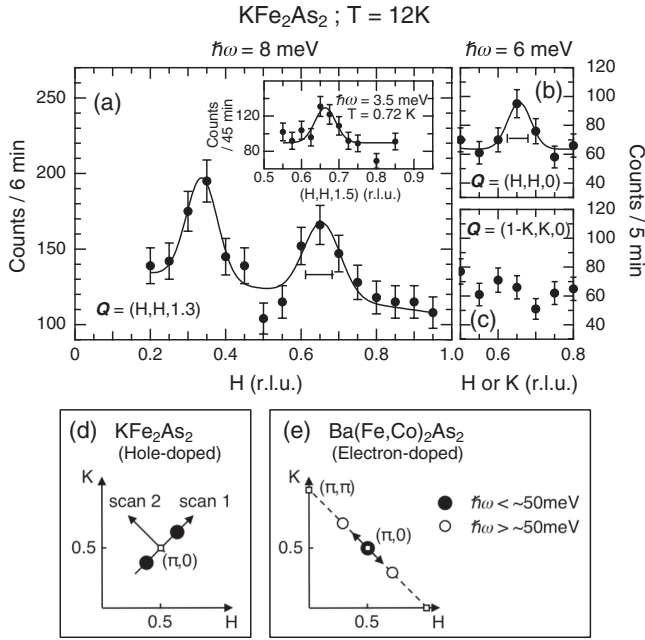 KFe₂As₂ ; T = 12K
ℏω = 8 meV
ℏω = 6 meV
(a)
250
200
150
100
Counts / 6 min
Q = (H,H,1.3)
0.2 0.4 0.6 0.8 1.0
H (r.l.u.)
ℏω = 3.5 meV
T = 0.72 K
Counts
/ 45 min
120
80
0.5 0.6 0.7 0.8 0.9
(H,H,1.5) (r.l.u.)
(b)
Q = (H,H,0)
120
100
80
60
40
Counts / 5 min
Q = (1-K,K,0)
(c)
120
100
80
60
40
0.6 0.8
H or K (r.l.u.)
(d) KFe₂As₂
(Hole-doped)
K
scan 2 scan 1
0.5
(π,0)
0.5 H
(e) Ba(Fe,Co)₂As₂
(Electron-doped)
K
(π,π)
(π,0)
0.5
0.5 H
ℏω < ~50meV
ℏω > ~50meV